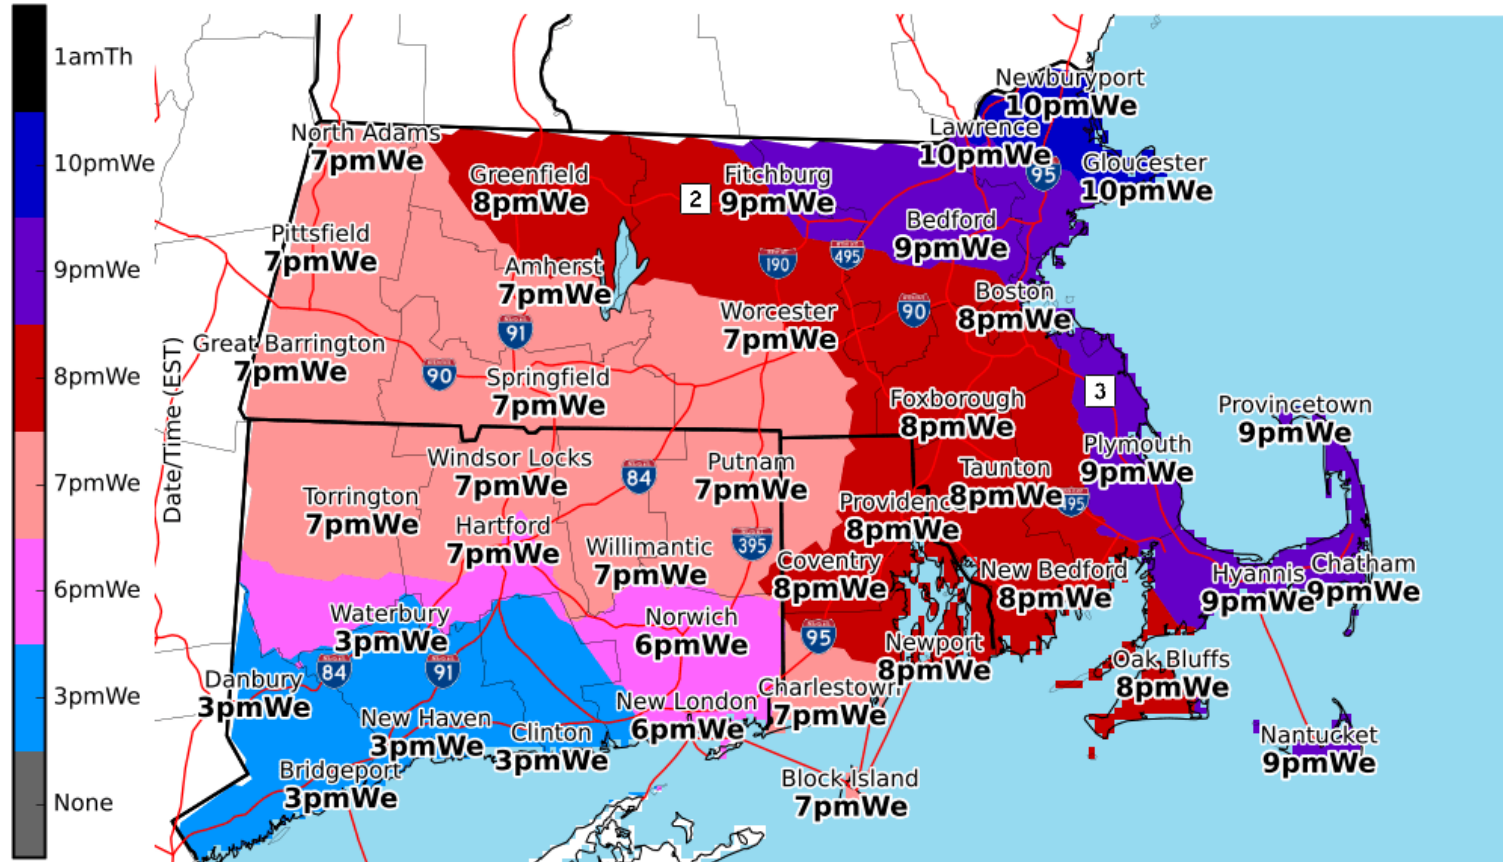 1amTh
10pmWe
9pmWe
8pmWe
7pmWe
6pmWe
3pmWe
None
Date/Time (EST)
Newburyport
10pmWe
Lawrence
10pmWe
95
Gloucester
10pmWe
North Adams
7pmWe
Greenfield
8pmWe
2
Fitchburg
9pmWe
Bedford
9pmWe
Pittsfield
7pmWe
Amherst
7pmWe
190
495
Boston
8pmWe
Worcester
7pmWe
90
91
Great Barrington
7pmWe
90
Springfield
7pmWe
3
Foxborough
8pmWe
Provincetown
9pmWe
Plymouth
9pmWe
Windsor Locks
7pmWe
84
Putnam
7pmWe
Taunton
8pmWe
Torrington
7pmWe
Providence
8pmWe
Hartford
7pmWe
Willimantic
7pmWe
395
Coventry
8pmWe
New Bedford
8pmWe
Hyannis
9pmWe
Chatham
9pmWe
Waterbury
3pmWe
Norwich
6pmWe
95
Newport
8pmWe
84
91
Danbury
3pmWe
Oak Bluffs
8pmWe
New London
6pmWe
Charlestown
7pmWe
New Haven
3pmWe
Clinton
3pmWe
Nantucket
9pmWe
Bridgeport
3pmWe
Block Island
7pmWe